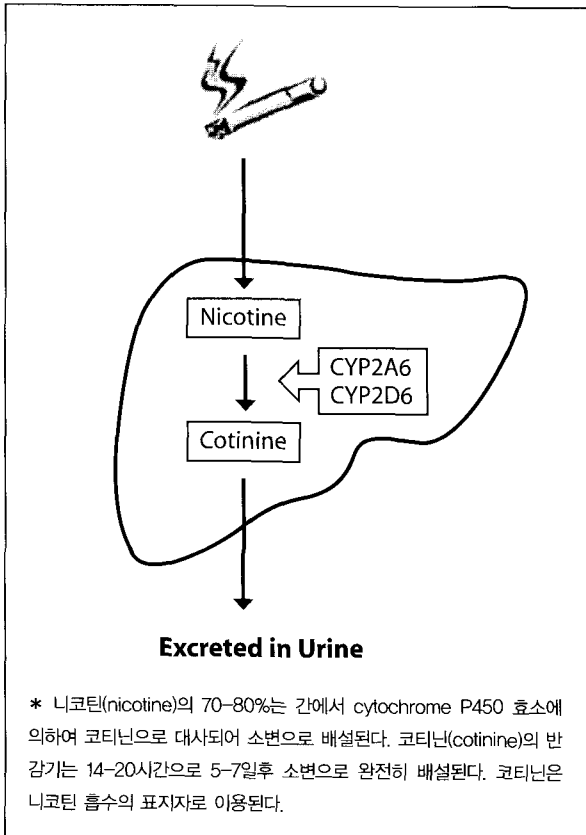 Nicotine
CYP2A6
CYP2D6
Cotinine
Excreted in Urine
* 니코틴(nicotine)의 70-80%는 간에서 cytochrome P450 효소에
의하여 코티닌으로 대사되어 소변으로 배설된다. 코티닌(cotinine)의 반
감기는 14-20시간으로 5-7일후 소변으로 완전히 배설된다. 코티닌은
니코틴 흡수의 표지자로 이용된다.